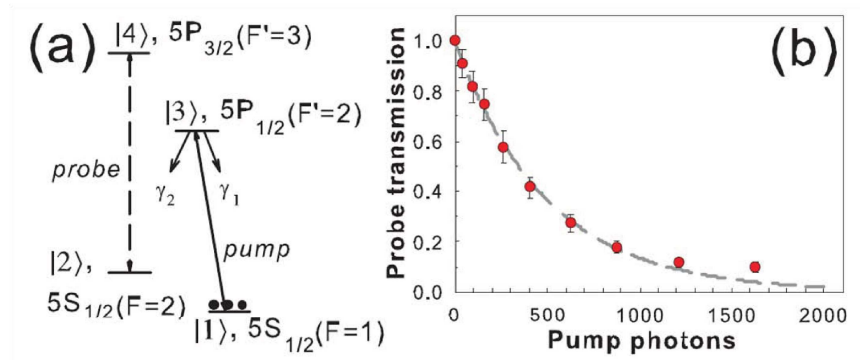 (a)
|4⟩, 5P3/2(F'=3)
|3⟩, 5P1/2(F'=2)
probe
γ2
γ1
pump
|2⟩,
5S1/2(F=2)
|1⟩, 5S1/2(F=1)
(b)
Probe transmission
1.0
0.8
0.6
0.4
0.2
0.0
0 500 1000 1500 2000
Pump photons